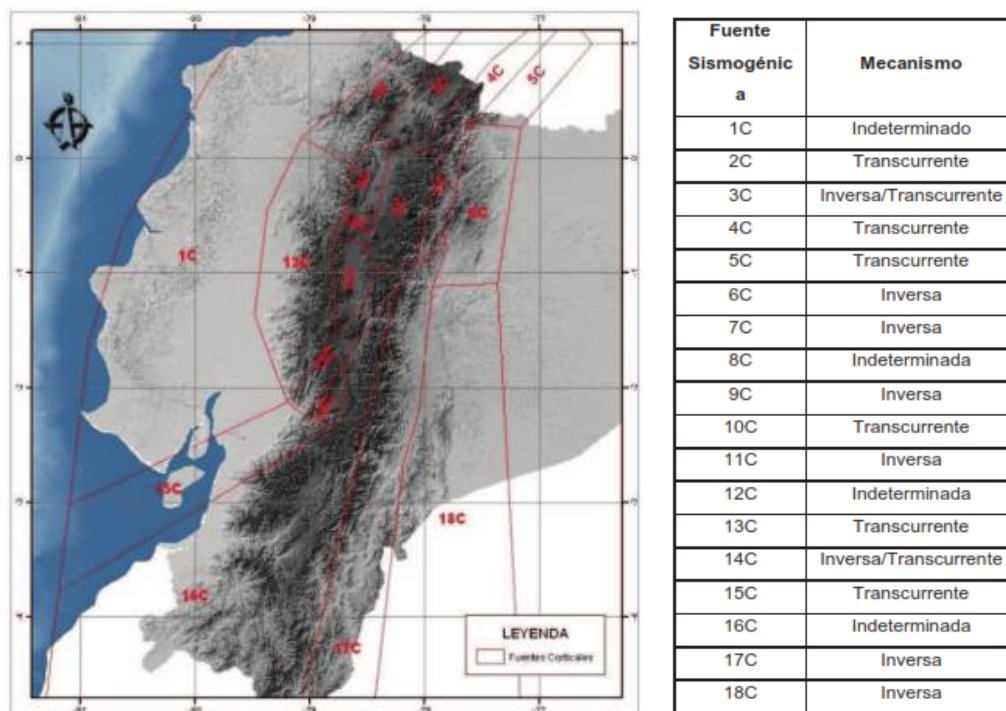 1C
12C
4C
5C
15C
16C
17C
18C
LEYENDA
Fuentes Corticales
Fuente
Sismogénic
a
Mecanismo
1C Indeterminado
2C Transcurrente
3C Inversa/Transcurrente
4C Transcurrente
5C Transcurrente
6C Inversa
7C Inversa
8C Indeterminada
9C Inversa
10C Transcurrente
11C Inversa
12C Indeterminada
13C Transcurrente
14C Inversa/Transcurrente
15C Transcurrente
16C Indeterminada
17C Inversa
18C Inversa